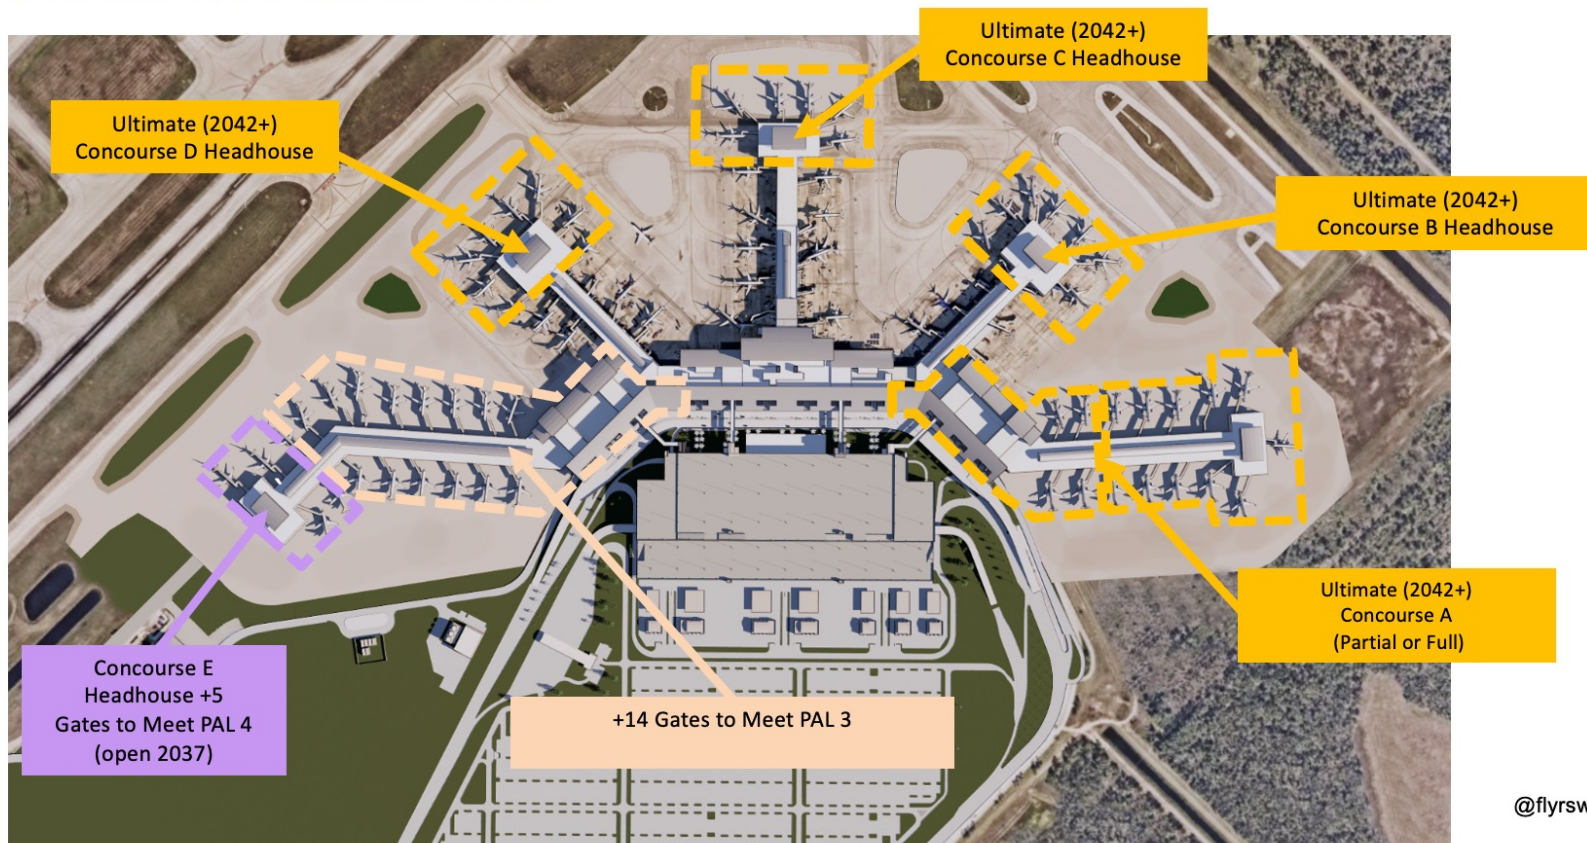 Ultimate (2042+)
Concourse C Headhouse
Ultimate (2042+)
Concourse D Headhouse
Ultimate (2042+)
Concourse B Headhouse
Ultimate (2042+)
Concourse A
(Partial or Full)
Concourse E
Headhouse +5
Gates to Meet PAL 4
(open 2037)
+14 Gates to Meet PAL 3
@flyrsw